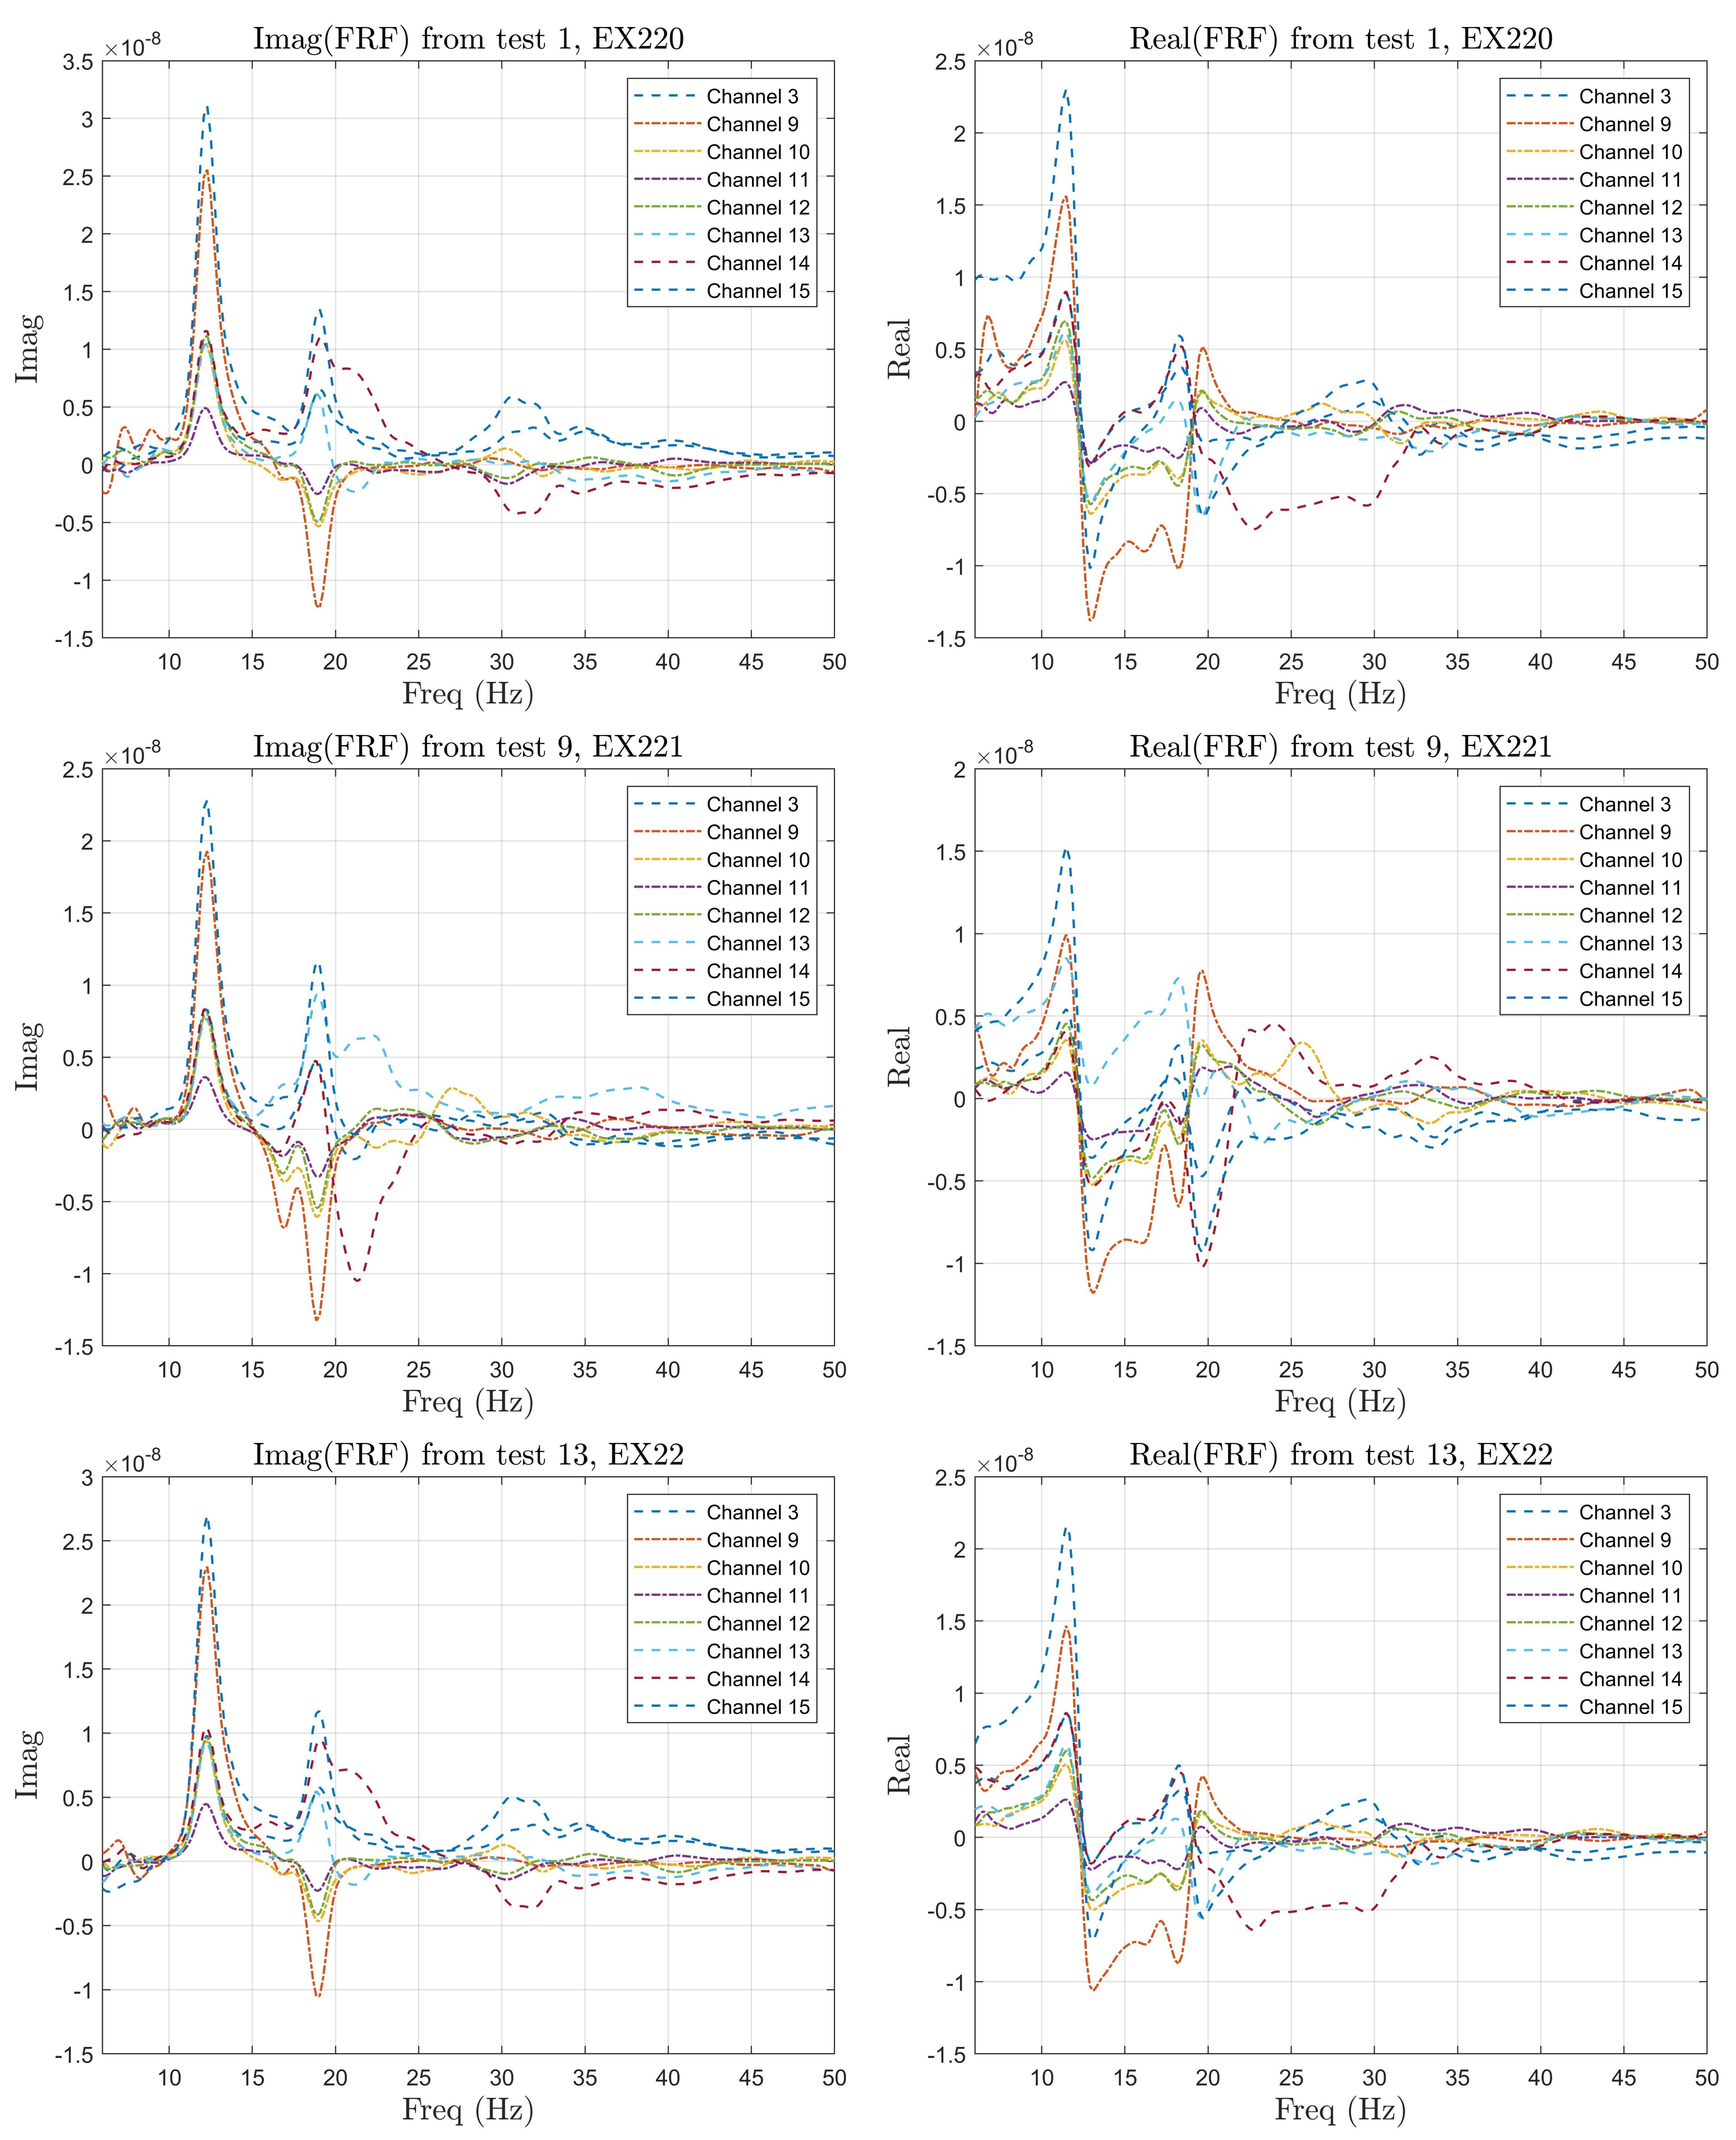 Imag(FRF) from test 1, EX220
×10-8
3.5
3
2.5
2
1.5
1
0.5
0
-0.5
-1
-1.5
Imag
10 15 20 25 30 35 40 45 50
Freq (Hz)
Channel 3
Channel 9
Channel 10
Channel 11
Channel 12
Channel 13
Channel 14
Channel 15
Real(FRF) from test 1, EX220
×10-8
2.5
2
1.5
1
0.5
0
-0.5
-1
-1.5
Real
10 15 20 25 30 35 40 45 50
Freq (Hz)
Channel 3
Channel 9
Channel 10
Channel 11
Channel 12
Channel 13
Channel 14
Channel 15
Imag(FRF) from test 9, EX221
×10-8
2.5
2
1.5
1
0.5
0
-0.5
-1
-1.5
Imag
10 15 20 25 30 35 40 45 50
Freq (Hz)
Channel 3
Channel 9
Channel 10
Channel 11
Channel 12
Channel 13
Channel 14
Channel 15
Real(FRF) from test 9, EX221
×10-8
2
1.5
1
0.5
0
-0.5
-1
-1.5
Real
10 15 20 25 30 35 40 45 50
Freq (Hz)
Channel 3
Channel 9
Channel 10
Channel 11
Channel 12
Channel 13
Channel 14
Channel 15
Imag(FRF) from test 13, EX22
×10-8
3
2.5
2
1.5
1
0.5
0
-0.5
-1
-1.5
Imag
10 15 20 25 30 35 40 45 50
Freq (Hz)
Channel 3
Channel 9
Channel 10
Channel 11
Channel 12
Channel 13
Channel 14
Channel 15
Real(FRF) from test 13, EX22
×10-8
2.5
2
1.5
1
0.5
0
-0.5
-1
-1.5
Real
10 15 20 25 30 35 40 45 50
Freq (Hz)
Channel 3
Channel 9
Channel 10
Channel 11
Channel 12
Channel 13
Channel 14
Channel 15